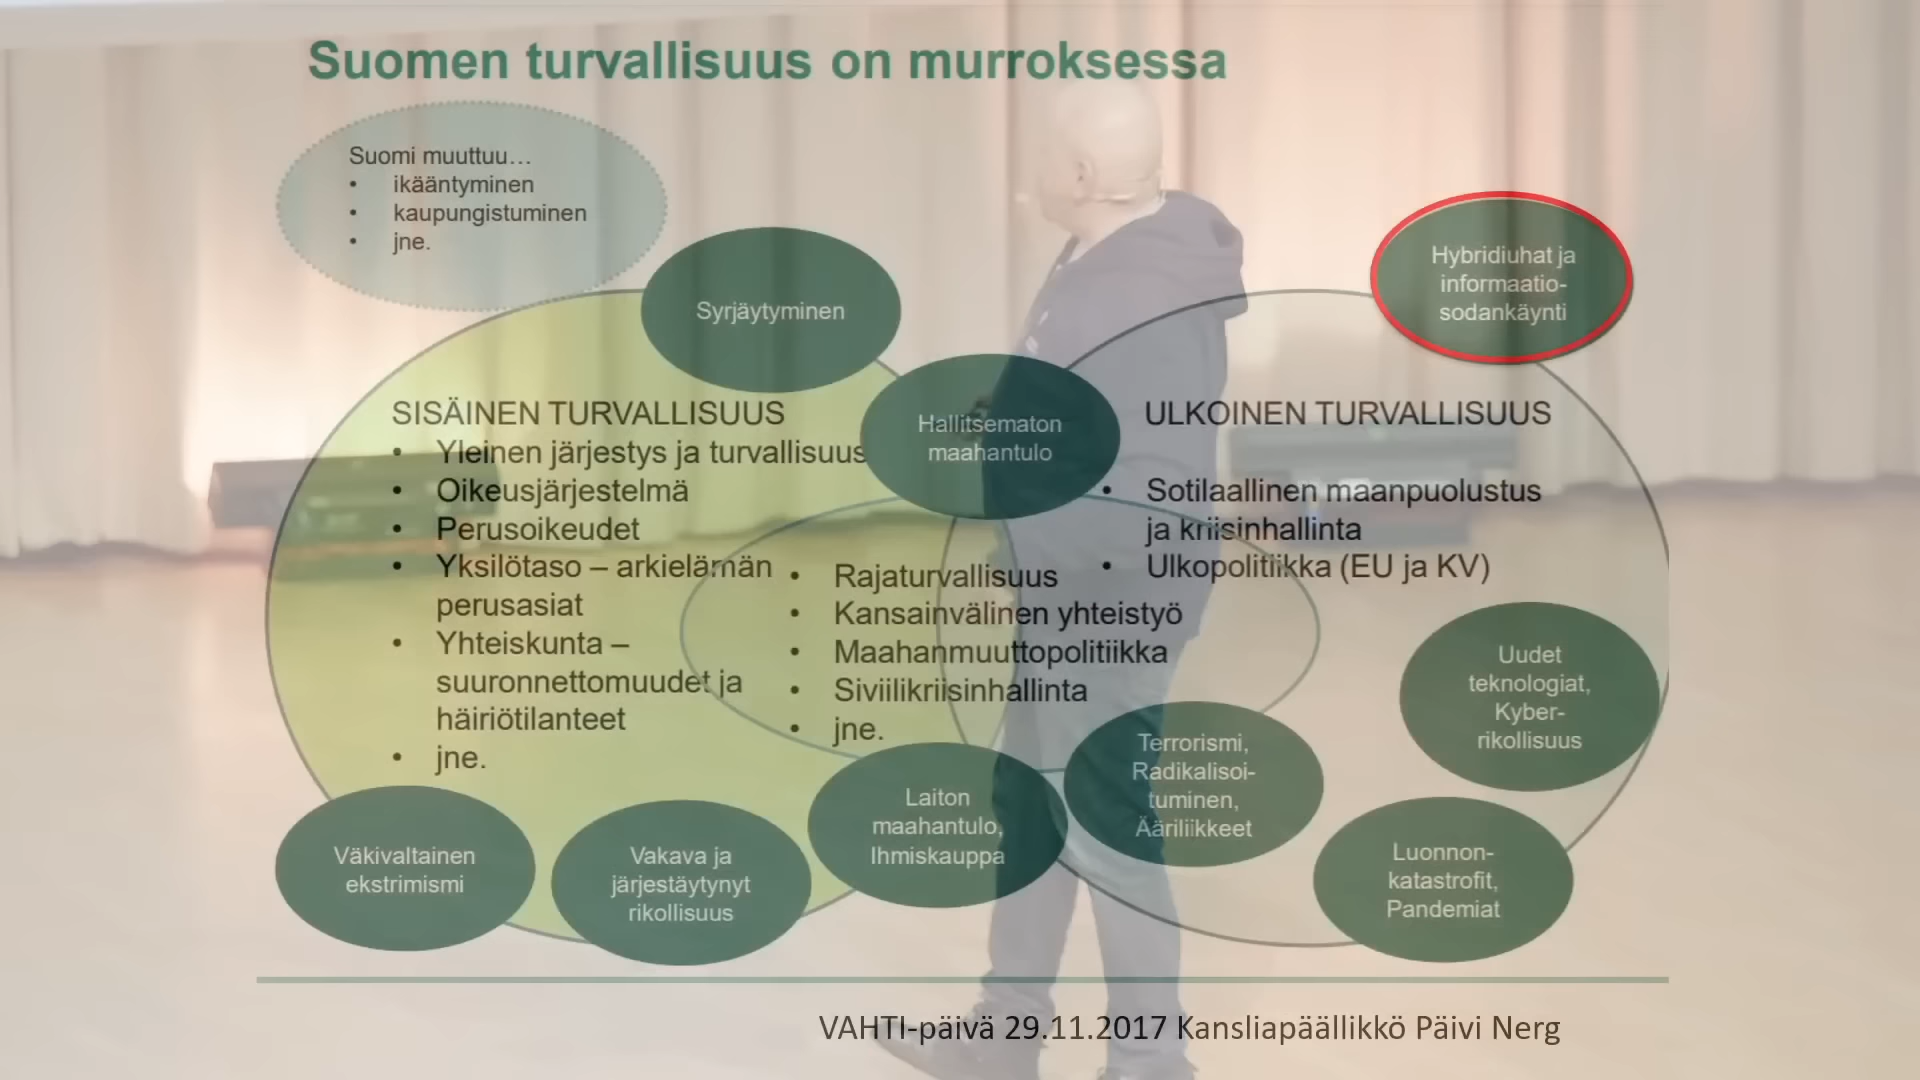 Suomen turvallisuus on murroksessa
Suomi muuttuu…
• ikääntyminen
• kaupungistuminen
• jne.
Syrjäytyminen
Hybridiuhat ja
informaatio-
sodankäynti
Hallitsematon
maahantulo
SISÄINEN TURVALLISUUS
• Yleinen järjestys ja turvallisuus
• Oikeusjärjestelmä
• Perusoikeudet
• Yksilötaso – arkielämän
perusasiat
• Yhteiskunta –
suuronnettomuudet ja
häiriötilanteet
• jne.
• Rajaturvallisuus
• Kansainvälinen yhteistyö
• Maahanmuuttopolitiikka
• Siviilikriisinhallinta
• jne.
ULKOINEN TURVALLISUUS
• Sotilaallinen maanpuolustus
ja kriisinhallinta
• Ulkopolitiikka (EU ja KV)
Uudet
teknologiat,
Kyber-
rikollisuus
Terrorismi,
Radikalisoi-
tuminen,
Ääriliikkeet
Laiton
maahantulo,
Ihmiskauppa
Väkivaltainen
ekstrimismi
Vakava ja
järjestäytynyt
rikollisuus
Luonnon-
katastrofit,
Pandemiat
VAHTI-päivä 29.11.2017 Kansliapäällikkö Päivi Nerg